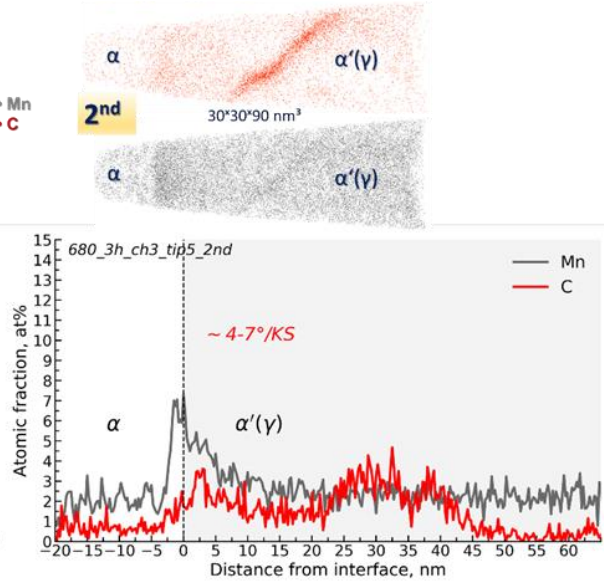 α
α′(γ)
• Mn
• C
2nd
30*30*90 nm³
α
α′(γ)
680_3h_ch3_tip5_2nd
Mn
C
~ 4-7°/KS
α
α′(γ)
Atomic fraction, at%
15
14
13
12
11
10
9
8
7
6
5
4
3
2
1
0
−20 −15 −10 −5 0 5 10 15 20 25 30 35 40 45 50 55 60
Distance from interface, nm